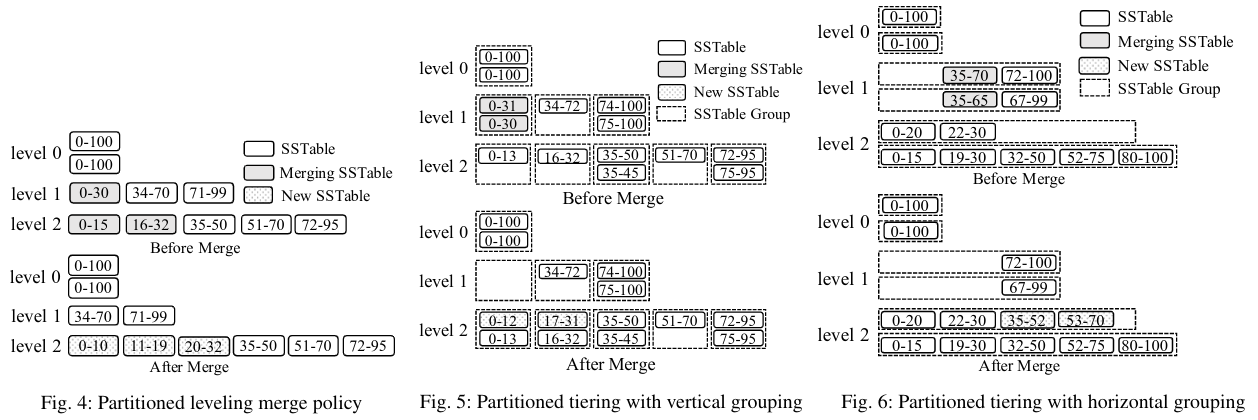 level 0
0-100
0-100
level 1
0-30 34-70 71-99
level 2
0-15 16-32 35-50 51-70 72-95
SSTable
Merging SSTable
New SSTable
Before Merge
level 0
0-100
0-100
level 1
34-70 71-99
level 2
0-10 11-19 20-32 35-50 51-70 72-95
After Merge
Fig. 4: Partitioned leveling merge policy
level 0
0-100
0-100
level 1
0-31 34-72 74-100
0-30 75-100
level 2
0-13 16-32 35-50 51-70 72-95
35-45 75-95
SSTable
Merging SSTable
New SSTable
SSTable Group
Before Merge
level 0
0-100
0-100
level 1
34-72 74-100
75-100
level 2
0-12 17-31 35-50 51-70 72-95
0-13 16-32 35-45 75-95
After Merge
Fig. 5: Partitioned tiering with vertical grouping
level 0
0-100
0-100
level 1
35-70 72-100
35-65 67-99
level 2
0-20 22-30
0-15 19-30 32-50 52-75 80-100
SSTable
Merging SSTable
New SSTable
SSTable Group
Before Merge
level 0
0-100
0-100
level 1
72-100
67-99
level 2
0-20 22-30 35-52 53-70
0-15 19-30 32-50 52-75 80-100
After Merge
Fig. 6: Partitioned tiering with horizontal grouping